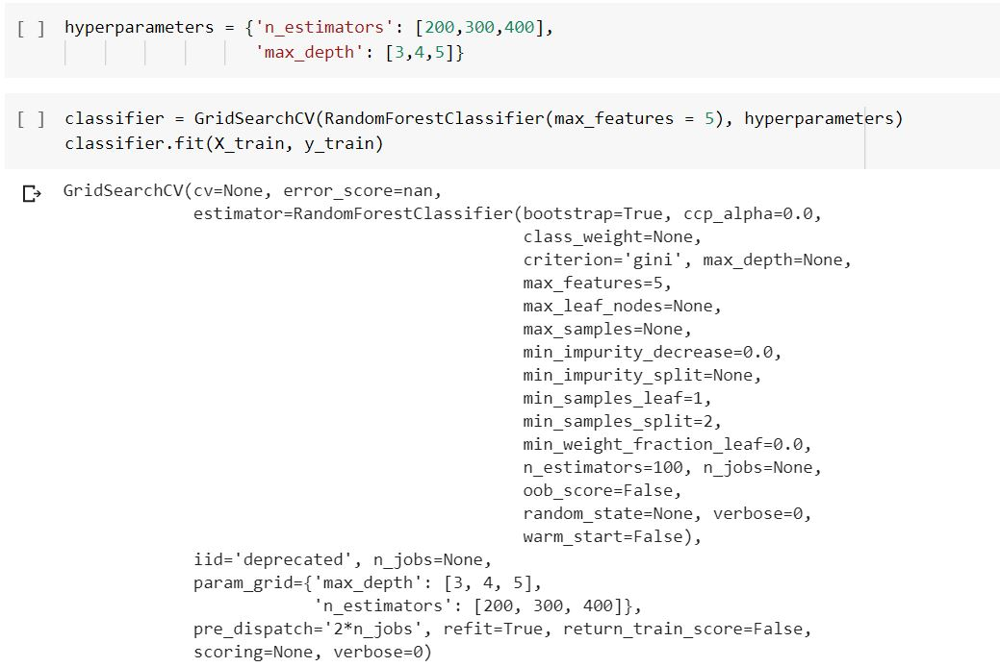 [ ] hyperparameters = {'n_estimators': [200,300,400],
'max_depth': [3,4,5]}
[ ] classifier = GridSearchCV(RandomForestClassifier(max_features = 5), hyperparameters)
classifier.fit(X_train, y_train)
GridSearchCV(cv=None, error_score=nan,
estimator=RandomForestClassifier(bootstrap=True, ccp_alpha=0.0,
class_weight=None,
criterion='gini', max_depth=None,
max_features=5,
max_leaf_nodes=None,
max_samples=None,
min_impurity_decrease=0.0,
min_impurity_split=None,
min_samples_leaf=1,
min_samples_split=2,
min_weight_fraction_leaf=0.0,
n_estimators=100, n_jobs=None,
oob_score=False,
random_state=None, verbose=0,
warm_start=False),
iid='deprecated', n_jobs=None,
param_grid={'max_depth': [3, 4, 5],
'n_estimators': [200, 300, 400]},
pre_dispatch='2*n_jobs', refit=True, return_train_score=False,
scoring=None, verbose=0)